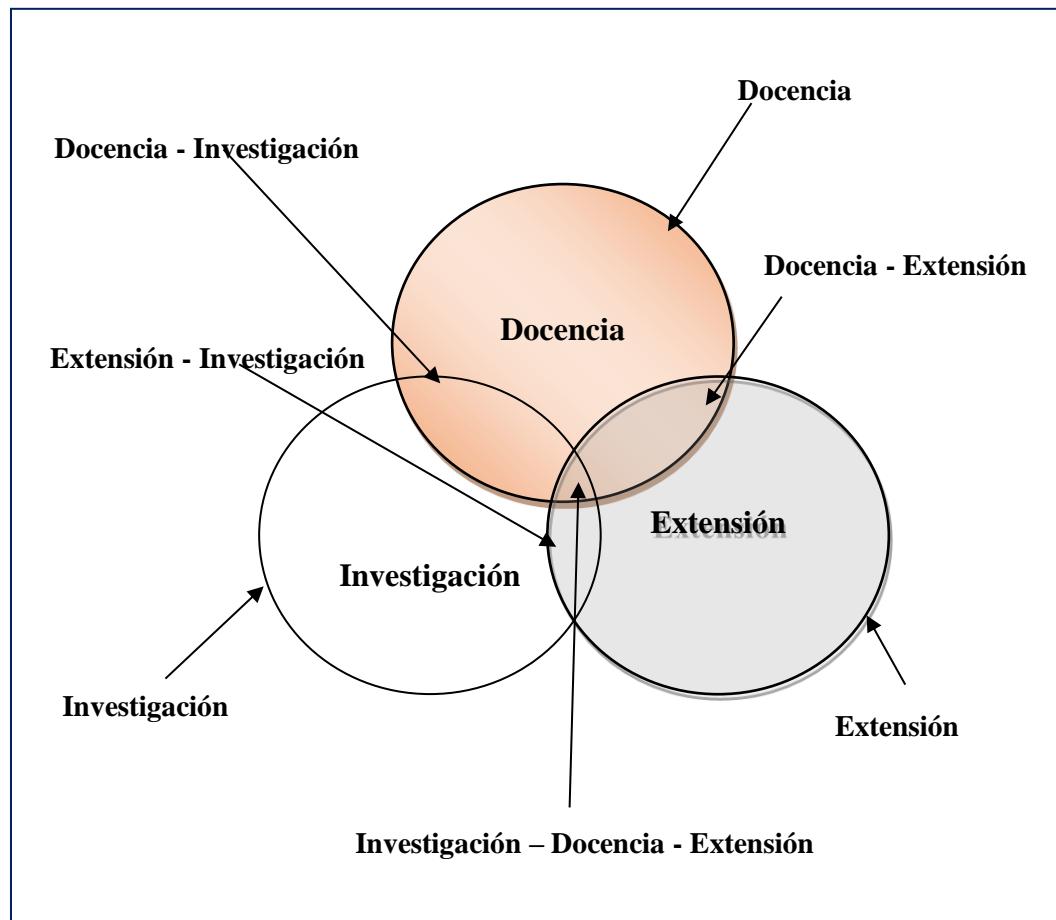 Docencia
Docencia - Investigación
Docencia - Extensión
Docencia
Extensión - Investigación
Extensión
Investigación
Investigación
Extensión
Investigación – Docencia - Extensión